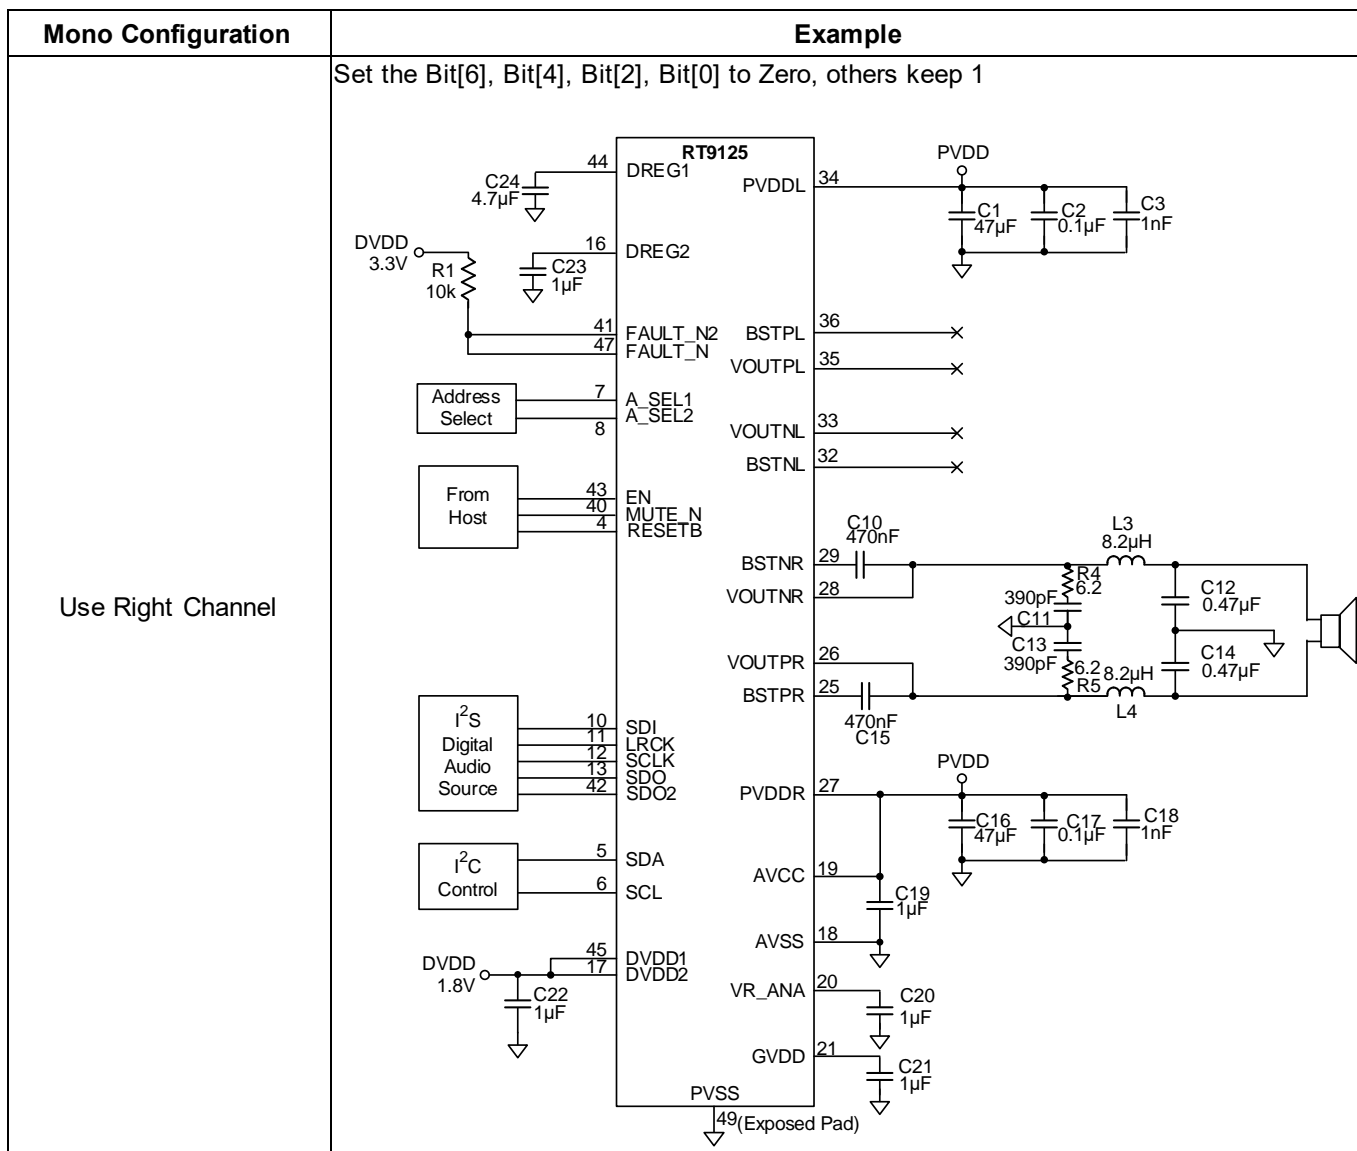 Mono Configuration
Example
Use Right Channel
Set the Bit[6], Bit[4], Bit[2], Bit[0] to Zero, others keep 1
RT9125
44
DREG1
C24
4.7µF
16
DREG2
C23
1µF
DVDD
3.3V
R1
10k
41
FAULT_N2
47
FAULT_N
Address
Select
7
A_SEL1
A_SEL2
8
From
Host
43
EN
40
MUTE_N
4
RESETB
I²S
Digital
Audio
Source
10
SDI
11
LRCK
12
SCLK
13
SDO
42
SDO2
I²C
Control
5
SDA
6
SCL
DVDD
1.8V
45
DVDD1
17
DVDD2
C22
1µF
PVDD
PVDDL
34
C1
47µF
C2
0.1µF
C3
1nF
BSTPL
36
VOUTPL
35
VOUTNL
33
BSTNL
32
C10
470nF
BSTNR
29
VOUTNR
28
L3
8.2µH
R4
6.2
390pF
C11
C12
0.47µF
C13
390pF
C14
0.47µF
VOUTPR
26
BSTPR
25
6.2
R5
8.2µH
L4
470nF
C15
PVDD
PVDDR
27
C16
47µF
C17
0.1µF
C18
1nF
AVCC
19
C19
1µF
AVSS
18
VR_ANA
20
C20
1µF
GVDD
21
C21
1µF
PVSS
49(Exposed Pad)